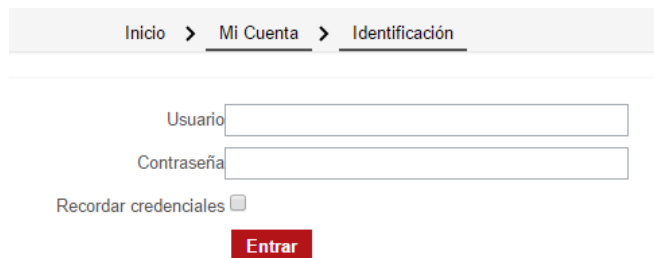 Inicio > Mi Cuenta > Identificación
Usuario
Contraseña
Recordar credenciales
Entrar